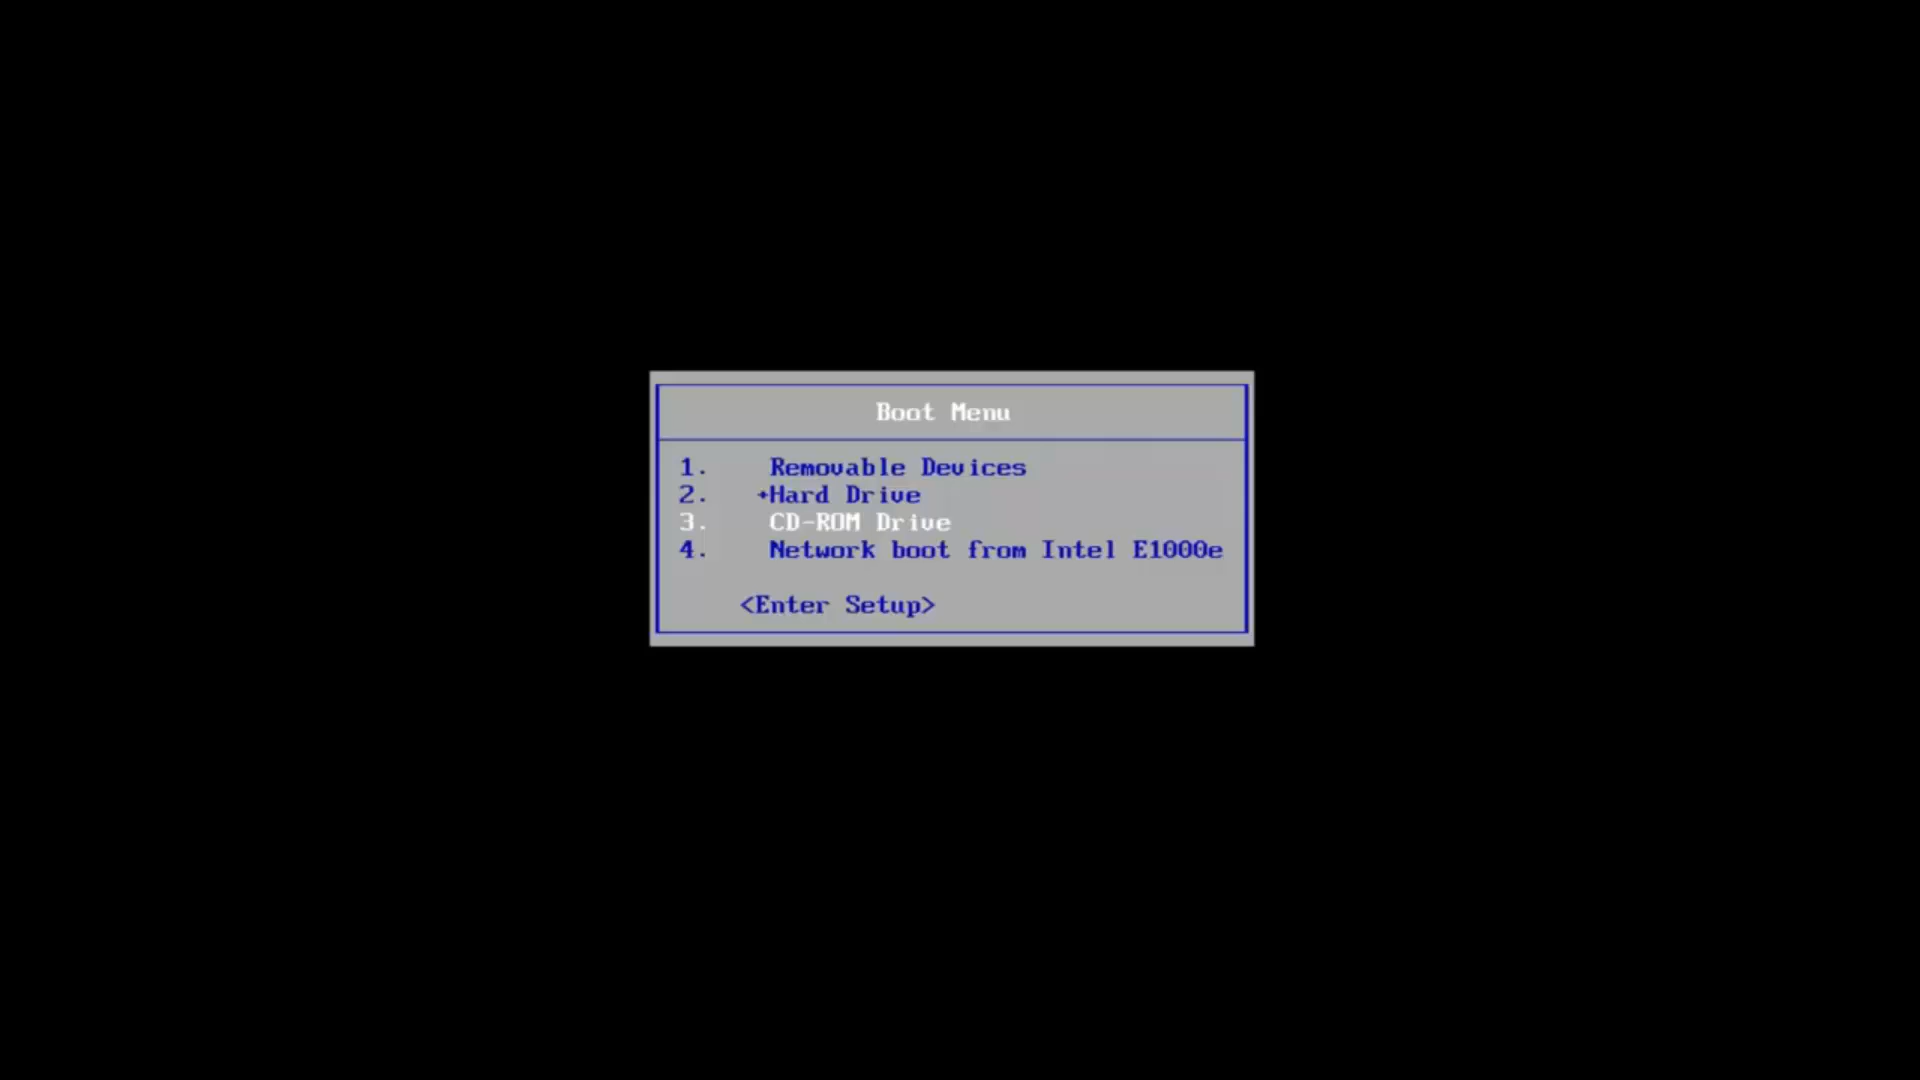 Boot Menu
1. Removable Devices
2. +Hard Drive
3. CD-ROM Drive
4. Network boot from Intel E1000e
<Enter Setup>